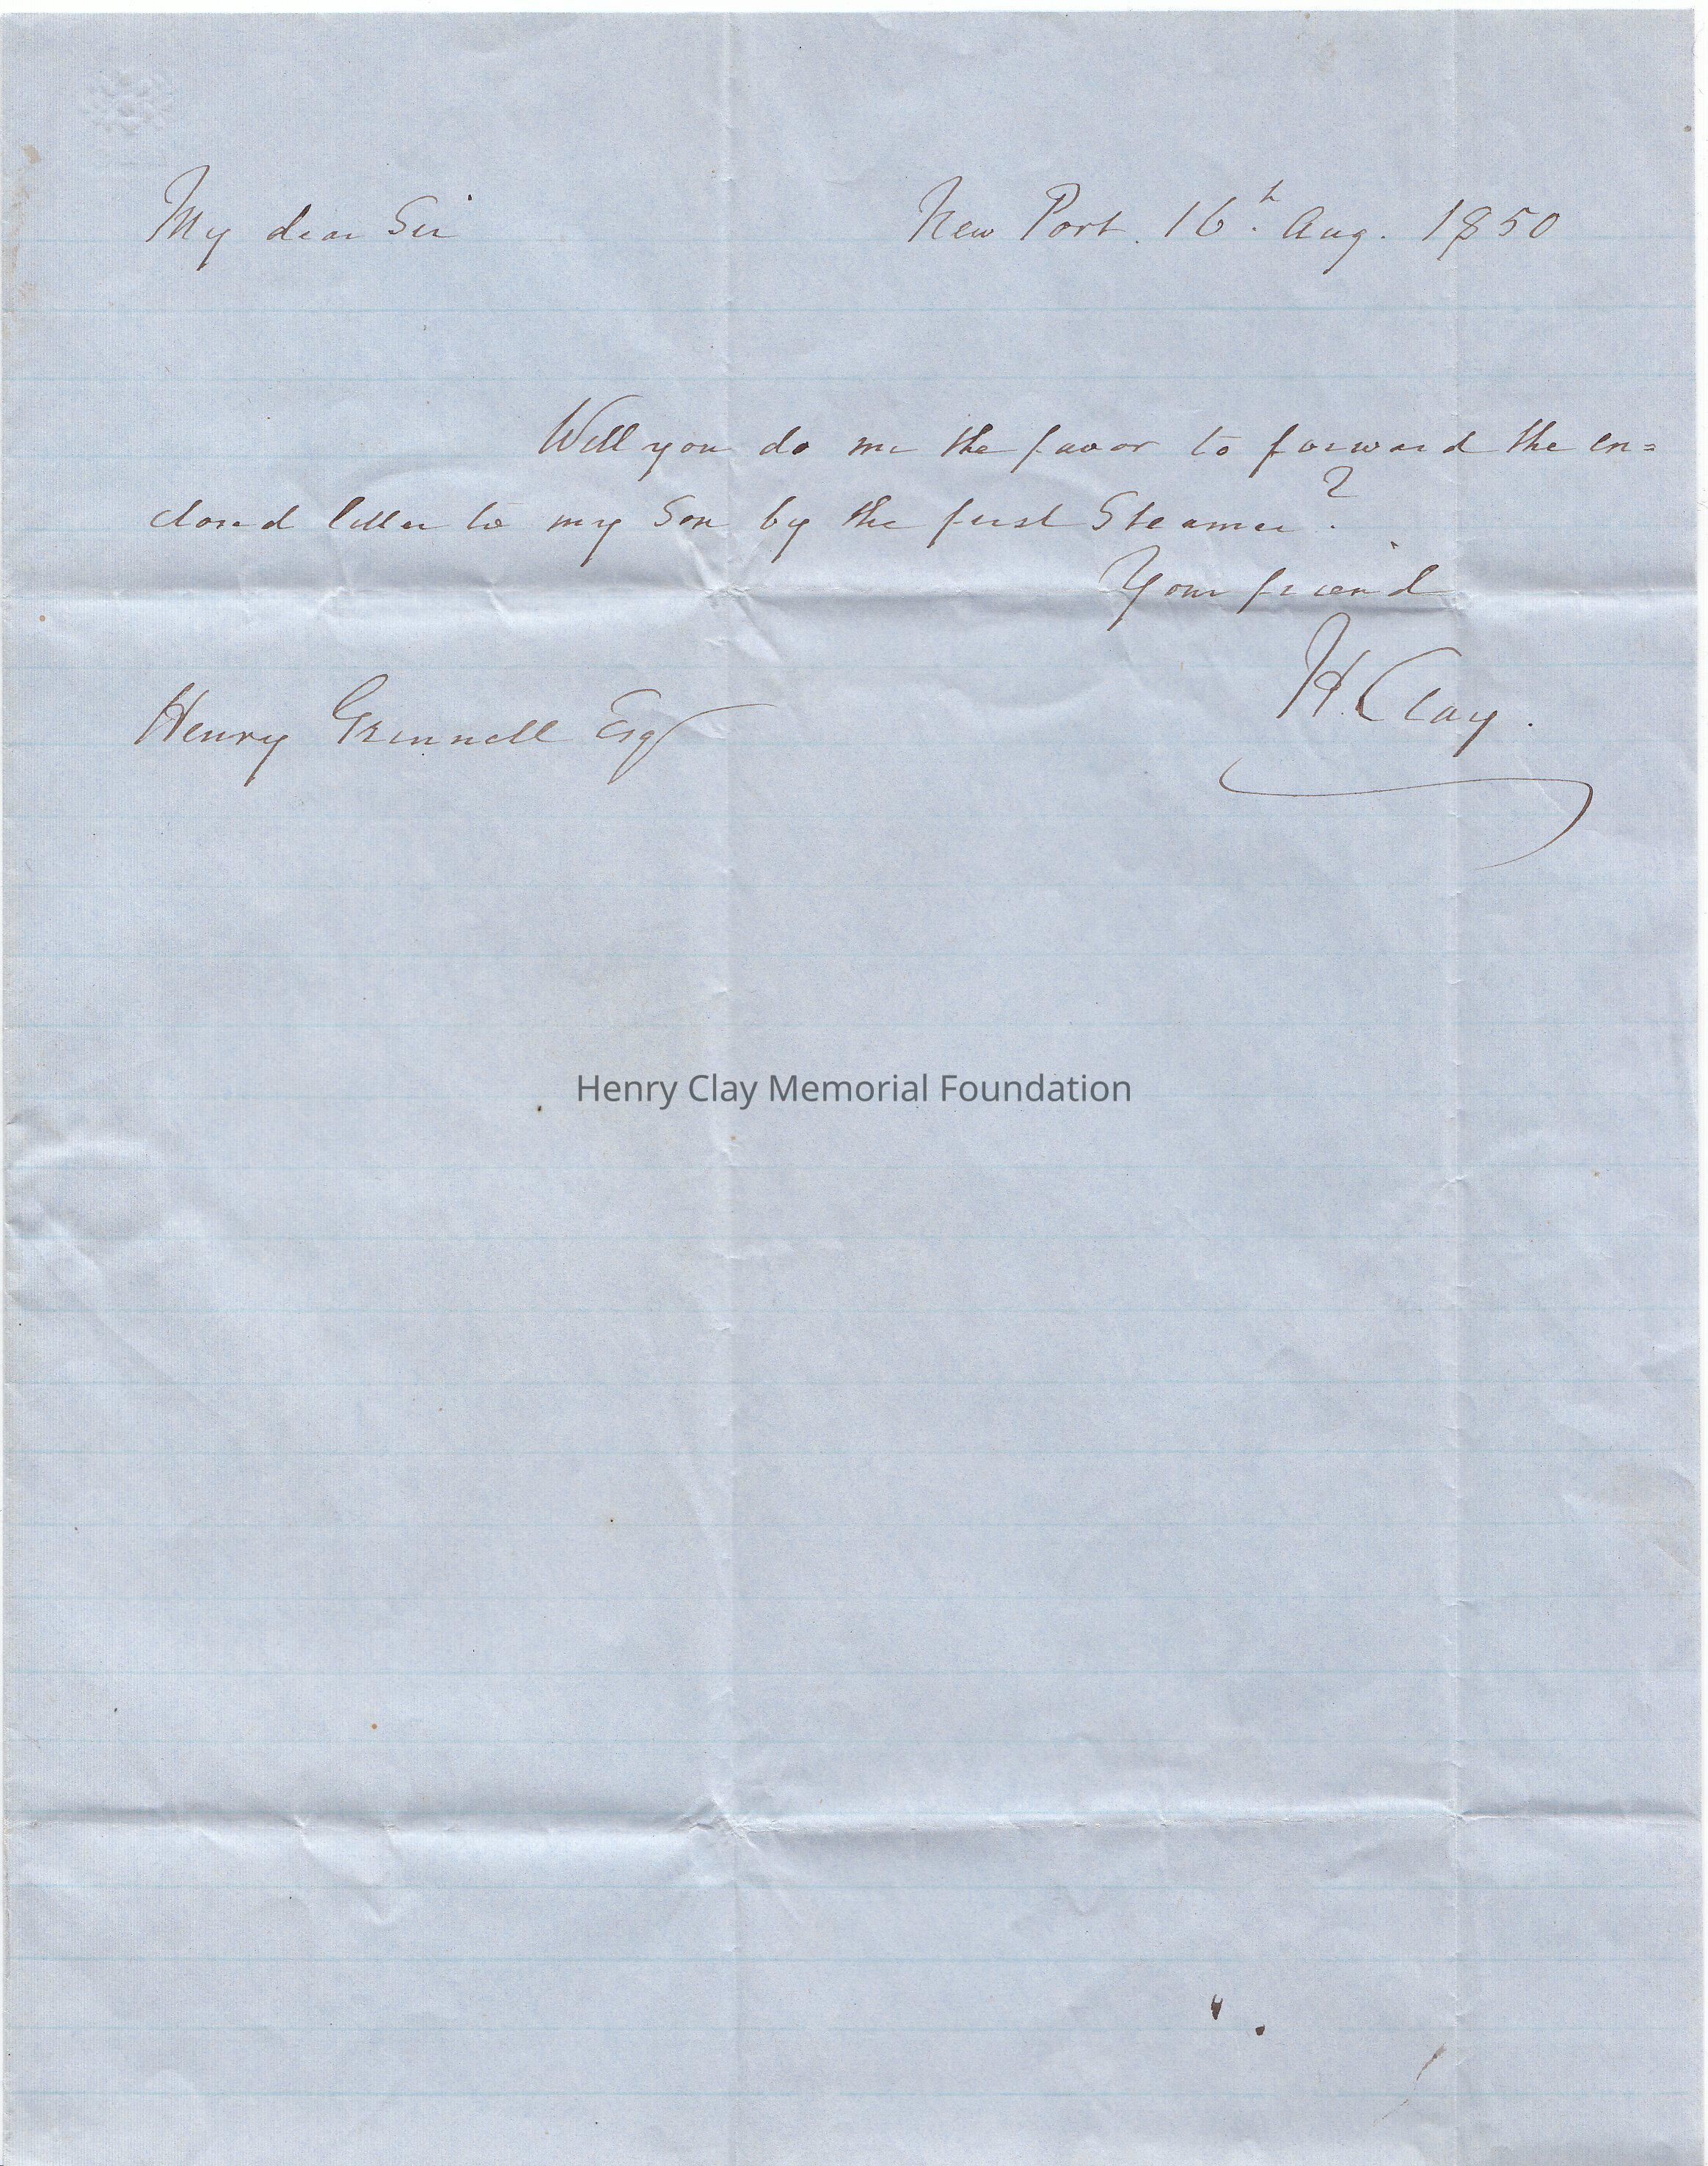 My dear Sir New Port. 16h. Aug. 1850
Will you do me the favor to forward the en=
closed letter to my Son by the first Steamer?
Your friend
H. Clay.
Henry Grinnell Esq
Henry Clay Memorial Foundation